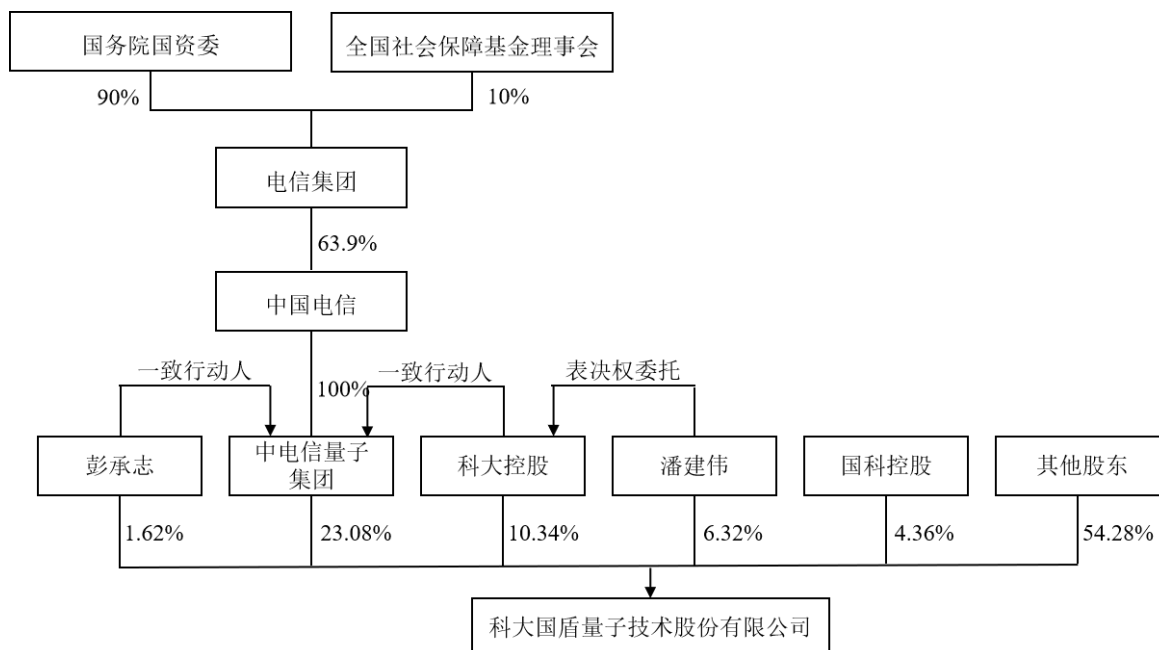 国务院国资委
全国社会保障基金理事会
90%
10%
电信集团
63.9%
中国电信
一致行动人
100%
一致行动人
表决权委托
彭承志
中电信量子
集团
科大控股
潘建伟
国科控股
其他股东
1.62%
23.08%
10.34%
6.32%
4.36%
54.28%
科大国盾量子技术股份有限公司